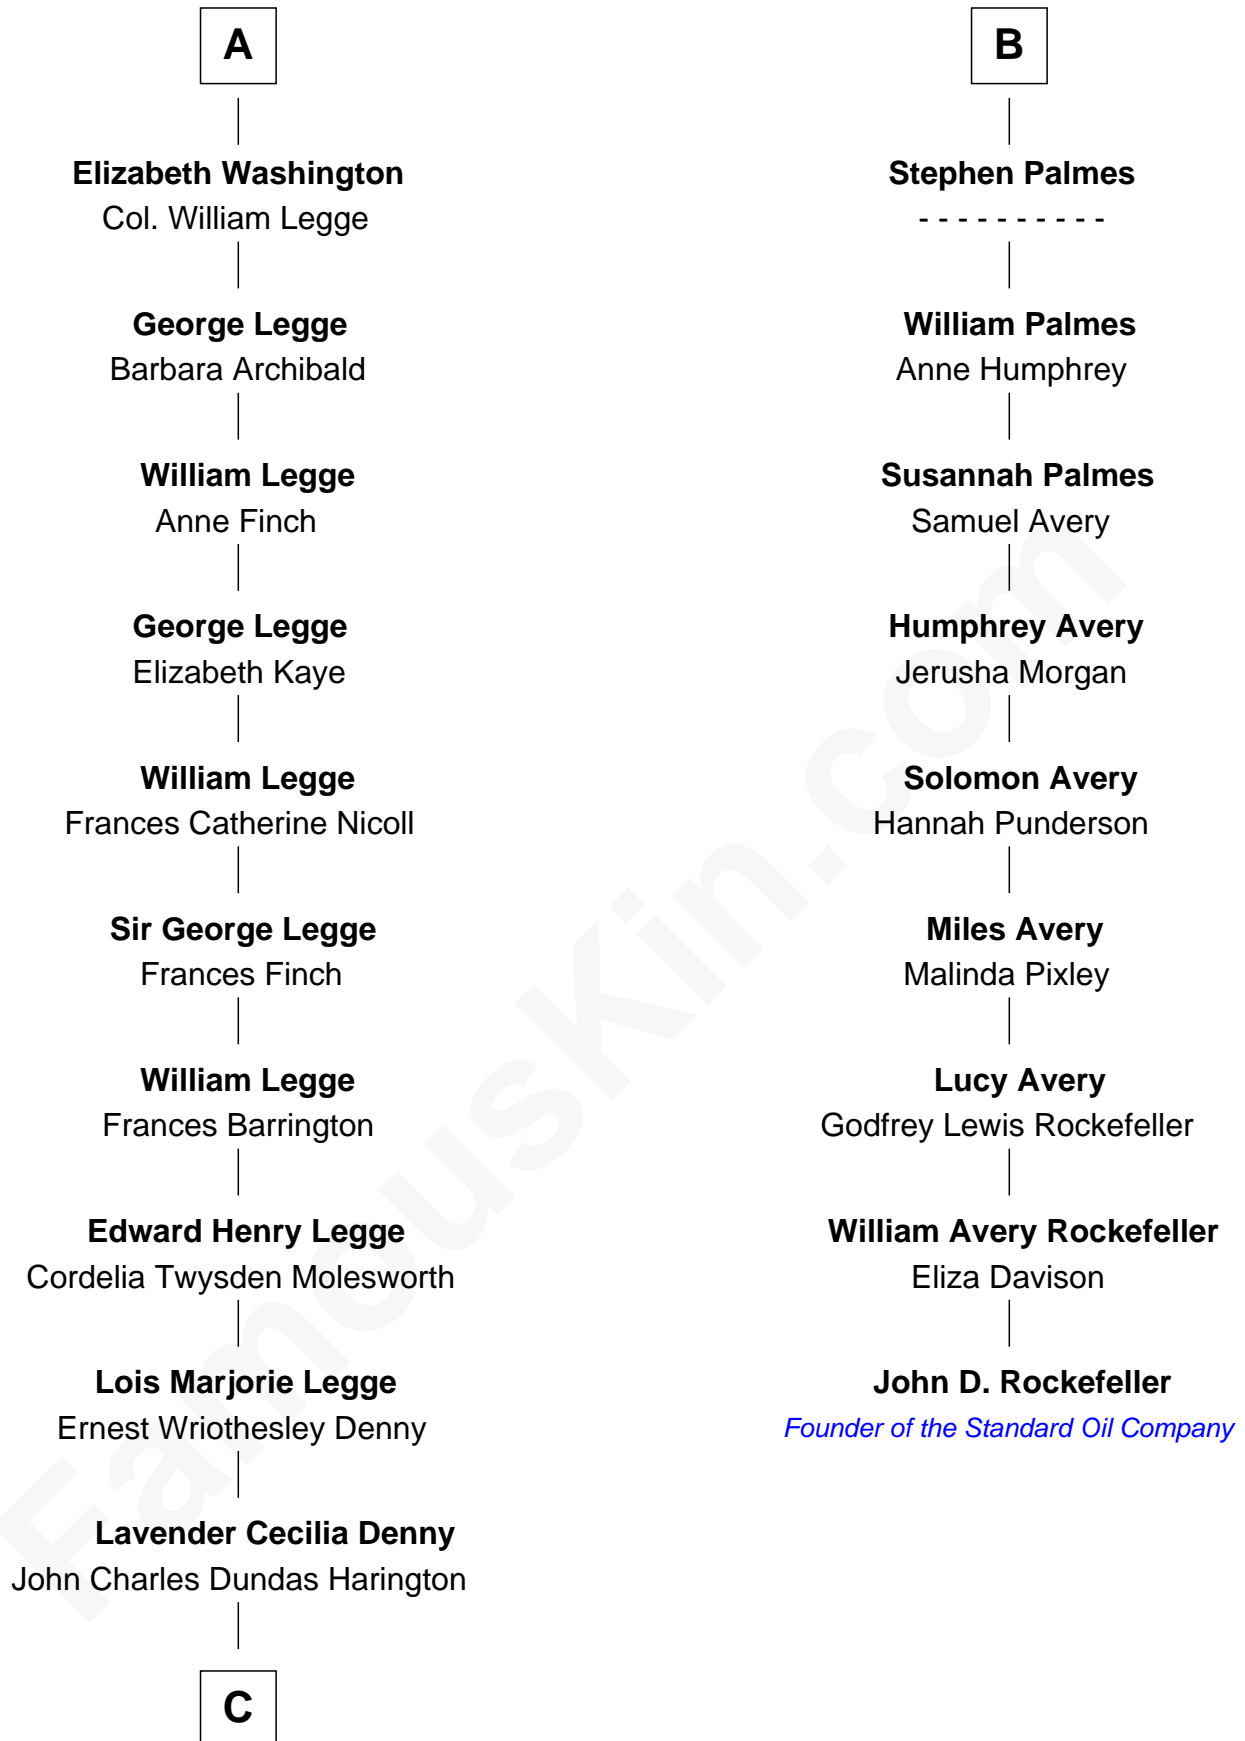 A
Elizabeth Washington
Col. William Legge
George Legge
Barbara Archibald
William Legge
Anne Finch
George Legge
Elizabeth Kaye
William Legge
Frances Catherine Nicoll
Sir George Legge
Frances Finch
William Legge
Frances Barrington
Edward Henry Legge
Cordelia Twysden Molesworth
Lois Marjorie Legge
Ernest Wriothesley Denny
Lavender Cecilia Denny
John Charles Dundas Harington
C
B
Stephen Palmes
- - - - - - - - - -
William Palmes
Anne Humphrey
Susannah Palmes
Samuel Avery
Humphrey Avery
Jerusha Morgan
Solomon Avery
Hannah Punderson
Miles Avery
Malinda Pixley
Lucy Avery
Godfrey Lewis Rockefeller
William Avery Rockefeller
Eliza Davison
John D. Rockefeller
Founder of the Standard Oil Company
FamousKin.com